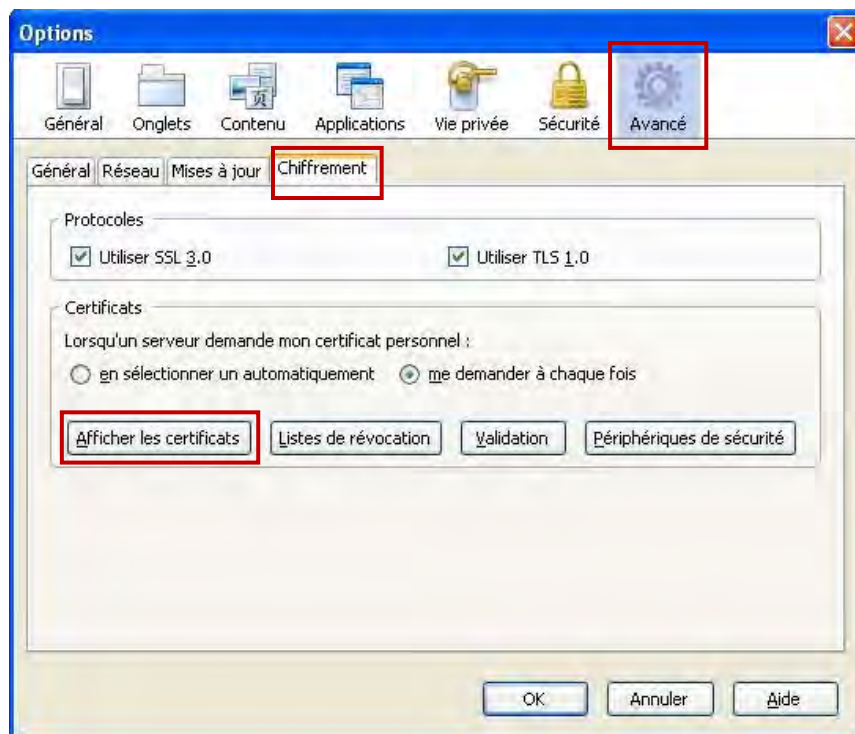 Options
Général Onglets Contenu Applications Vie privée Sécurité Avancé
Général Réseau Mises à jour Chiffrement
Protocoles
Utiliser SSL 3.0 Utiliser TLS 1.0
Certificats
Lorsqu'un serveur demande mon certificat personnel :
en sélectionner un automatiquement me demander à chaque fois
Afficher les certificats Listes de révocation Validation Périphériques de sécurité
OK Annuler Aide